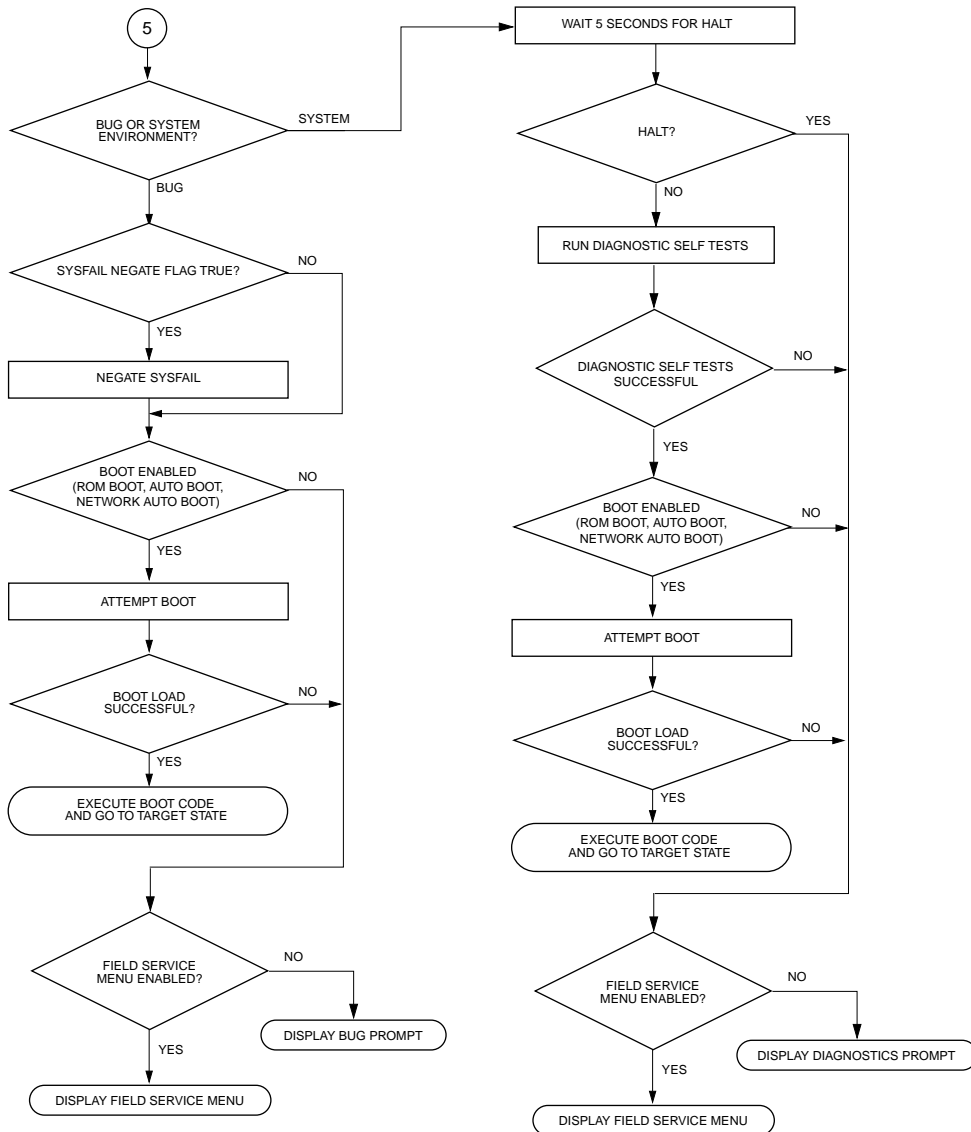 5
BUG OR SYSTEM
ENVIRONMENT?
SYSTEM
BUG
SYSFAIL NEGATE FLAG TRUE?
NO
YES
NEGATE SYSFAIL
BOOT ENABLED
(ROM BOOT, AUTO BOOT,
NETWORK AUTO BOOT)
NO
YES
ATTEMPT BOOT
BOOT LOAD
SUCCESSFUL?
NO
YES
EXECUTE BOOT CODE
AND GO TO TARGET STATE
FIELD SERVICE
MENU ENABLED?
NO
DISPLAY BUG PROMPT
YES
DISPLAY FIELD SERVICE MENU
WAIT 5 SECONDS FOR HALT
HALT?
YES
NO
RUN DIAGNOSTIC SELF TESTS
DIAGNOSTIC SELF TESTS
SUCCESSFUL
NO
YES
BOOT ENABLED
(ROM BOOT, AUTO BOOT,
NETWORK AUTO BOOT)
NO
YES
ATTEMPT BOOT
BOOT LOAD
SUCCESSFUL?
NO
YES
EXECUTE BOOT CODE
AND GO TO TARGET STATE
FIELD SERVICE
MENU ENABLED?
NO
DISPLAY DIAGNOSTICS PROMPT
YES
DISPLAY FIELD SERVICE MENU